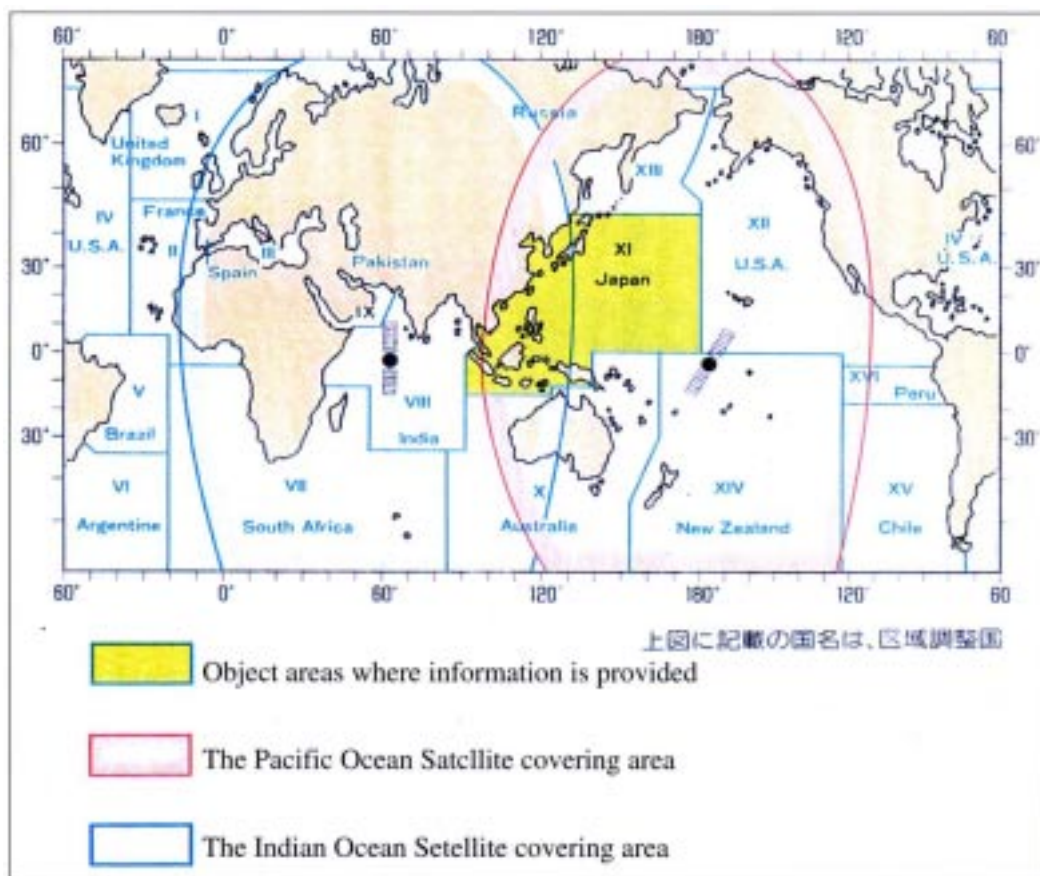 60° 0° 60° 120° 180° 120° 60°
Russia
I
United
Kingdom
60° 60°
XIII
France
IV
U.S.A.
II
III
Spain
Pakistan
XI
Japan
XII
U.S.A.
IV
U.S.A.
30° 30°
IX
0° 0°
V
Brazil
VIII
India
XVI
Peru
30° 30°
VI
Argentine
VII
South Africa
X
Australia
XIV
New Zealand
XV
Chile
60° 0° 60° 120° 180° 120° 60°
上図に記載の国名は、区域調整国
Object areas where information is provided
The Pacific Ocean Satcllite covering area
The Indian Ocean Setellite covering area